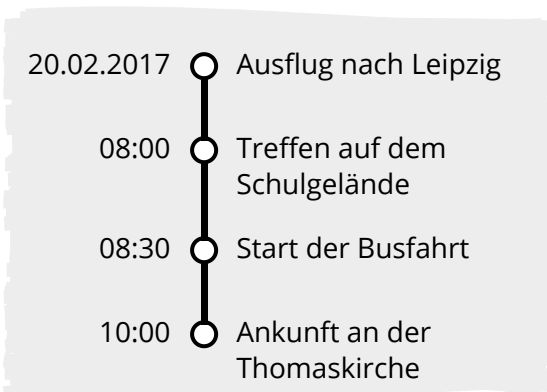 20.02.2017 Ausflug nach Leipzig
08:00 Treffen auf dem
Schulgelände
08:30 Start der Busfahrt
10:00 Ankunft an der
Thomaskirche